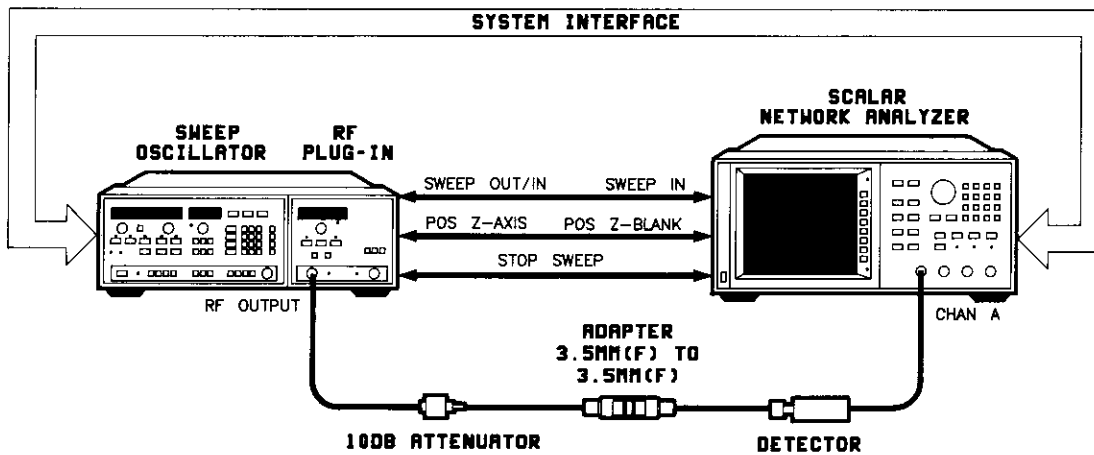 SYSTEM INTERFACE
SCALAR
NETWORK ANALYZER
SWEEP
OSCILLATOR
RF
PLUG-IN
SWEEP OUT/IN
SWEEP IN
POS Z-AXIS
POS Z-BLANK
STOP SWEEP
RF OUTPUT
CHAN A
ADAPTER
3.5MM(F) TO
3.5MM(F)
10DB ATTENUATOR
DETECTOR